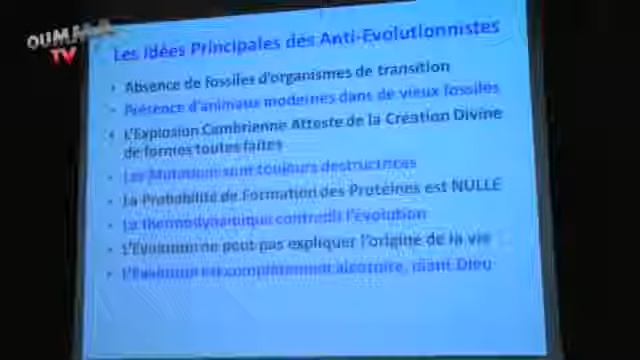 OUMMA
TV
Les Idées Principales des Anti-Evolutionnistes
• Absence de fossiles d'organismes de transition
• Présence d'animaux modernes dans de vieux fossiles
• L'Explosion Cambrienne Atteste de la Création Divine
de formes toutes faites
• Les Mutations sont toujours destructrices
• La Probabilité de Formation des Protéines est NULLE
• La thermodynamique contredit l'évolution
• L'Evolution ne peut pas expliquer l'origine de la vie
• L'Evolution est complètement aléatoire, niant Dieu